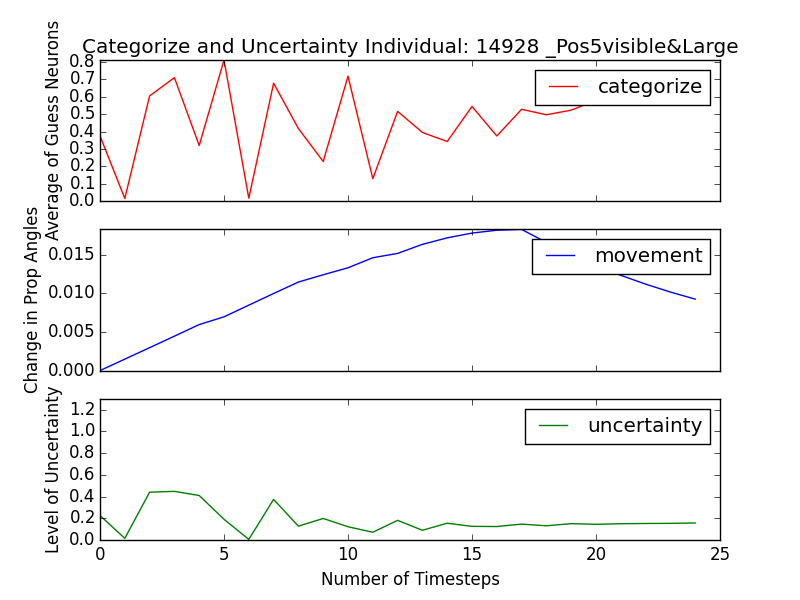 Categorize and Uncertainty Individual: 14928 _Pos5visible&Large
Average of Guess Neurons
0.8
0.7
0.6
0.5
0.4
0.3
0.2
0.1
0.0
categorize
Change in Prop Angles
0.015
0.010
0.005
0.000
movement
Level of Uncertainty
1.2
1.0
0.8
0.6
0.4
0.2
0.0
uncertainty
0 5 10 15 20 25
Number of Timesteps